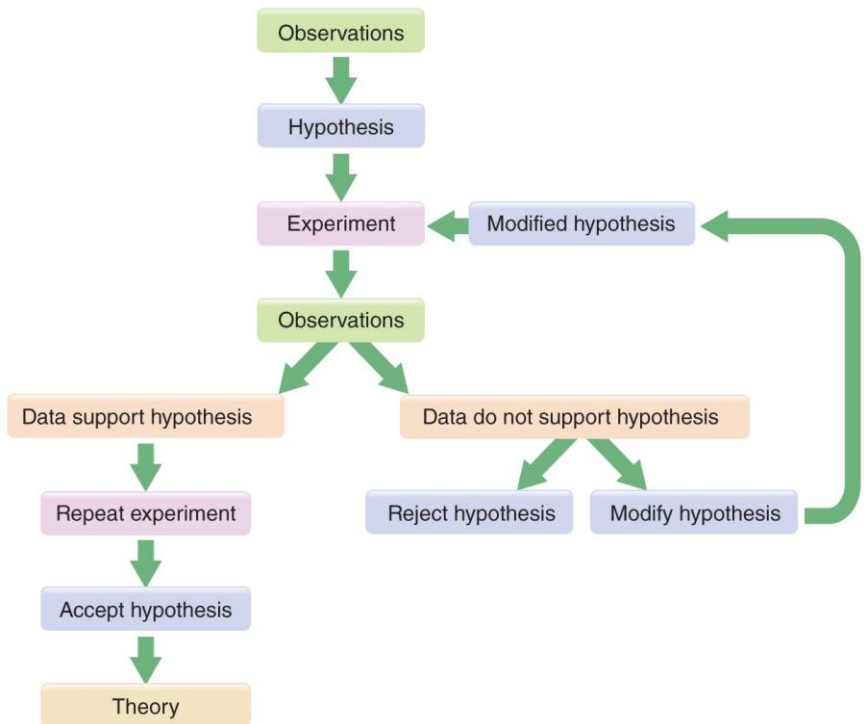 Observations
Hypothesis
Experiment
Modified hypothesis
Observations
Data support hypothesis
Data do not support hypothesis
Repeat experiment
Reject hypothesis
Modify hypothesis
Accept hypothesis
Theory